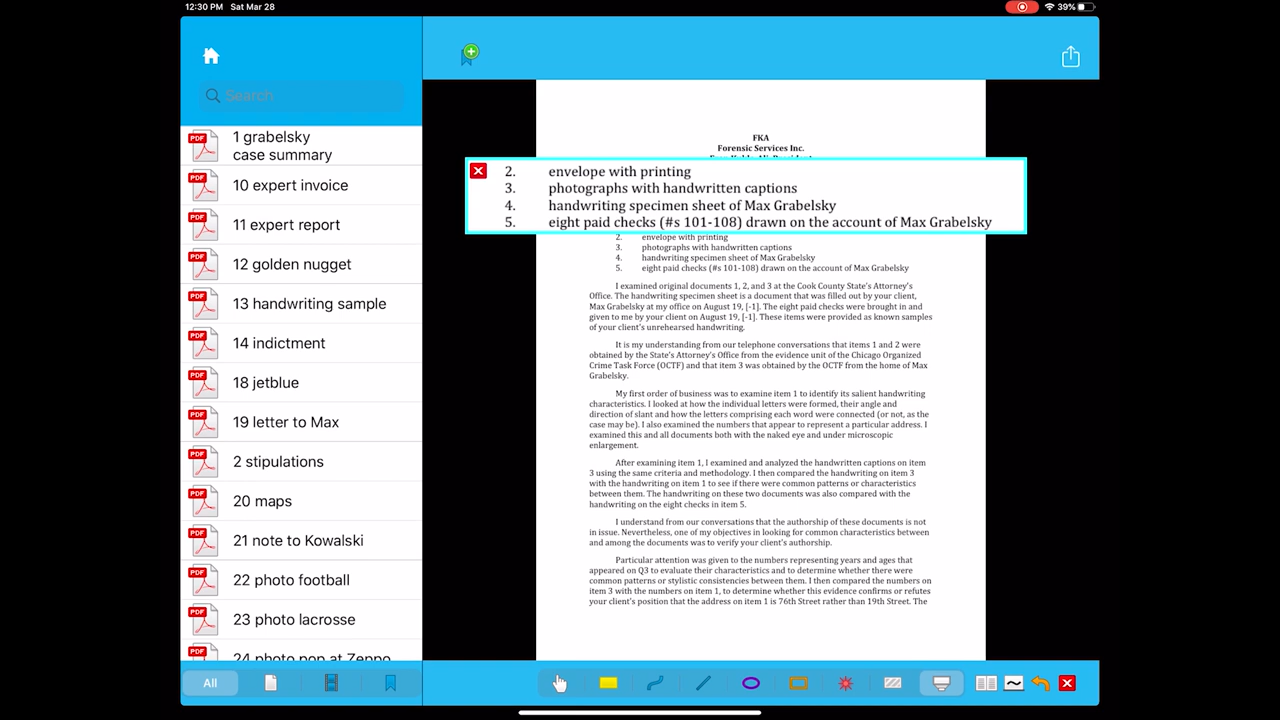 12:30 PM Sat Mar 28
39%
Search
1 grabelsky
case summary
10 expert invoice
11 expert report
12 golden nugget
13 handwriting sample
14 indictment
18 jetblue
19 letter to Max
2 stipulations
20 maps
21 note to Kowalski
22 photo football
23 photo lacrosse
24 photo pop at Zeppo
All
FKA
Forensic Services Inc.
2. envelope with printing
3. photographs with handwritten captions
4. handwriting specimen sheet of Max Grabelsky
5. eight paid checks (#s 101-108) drawn on the account of Max Grabelsky
2. envelope with printing
3. photographs with handwritten captions
4. handwriting specimen sheet of Max Grabelsky
5. eight paid checks (#s 101-108) drawn on the account of Max Grabelsky
I examined original documents 1, 2, and 3 at the Cook County State's Attorney's
Office. The handwriting specimen sheet is a document that was filled out by your client,
Max Grabelsky at my office on August 19, [-1]. The eight paid checks were brought in and
given to me by your client on August 19, [-1]. These items were provided as known samples
of your client's unrehearsed handwriting.
It is my understanding from our telephone conversations that items 1 and 2 were
obtained by the State's Attorney's Office from the evidence unit of the Chicago Organized
Crime Task Force (OCTF) and that item 3 was obtained by the OCTF from the home of Max
Grabelsky.
My first order of business was to examine item 1 to identify its salient handwriting
characteristics. I looked at how the individual letters were formed, their angle and
direction of slant and how the letters comprising each word were connected (or not, as the
case may be). I also examined the numbers that appear to represent a particular address. I
examined this and all documents both with the naked eye and under microscopic
enlargement.
After examining item 1, I examined and analyzed the handwritten captions on item
3 using the same criteria and methodology. I then compared the handwriting on item 3
with the handwriting on item 1 to see if there were common patterns or characteristics
between them. The handwriting on these two documents was also compared with the
handwriting on the eight checks in item 5.
I understand from our conversations that the authorship of these documents is not
in issue. Nevertheless, one of my objectives in looking for common characteristics between
and among the documents was to verify your client's authorship.
Particular attention was given to the numbers representing years and ages that
appeared on Q3 to evaluate their characteristics and to determine whether there were
common patterns or stylistic consistencies between them. I then compared the numbers on
item 3 with the numbers on item 1, to determine whether this evidence confirms or refutes
your client's position that the address on item 1 is 76th Street rather than 19th Street. The